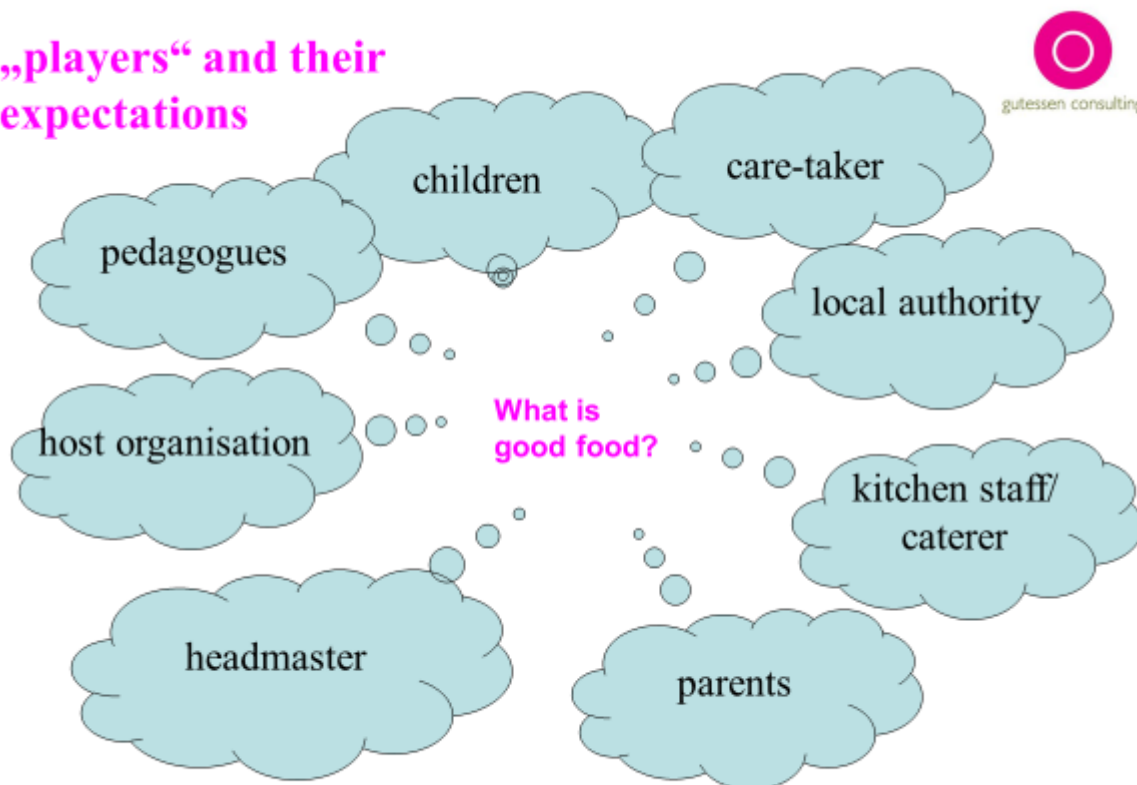 „players“ and their
expectations
gutessen consulting
children
care-taker
pedagogues
local authority
What is
good food?
host organisation
kitchen staff/
caterer
headmaster
parents